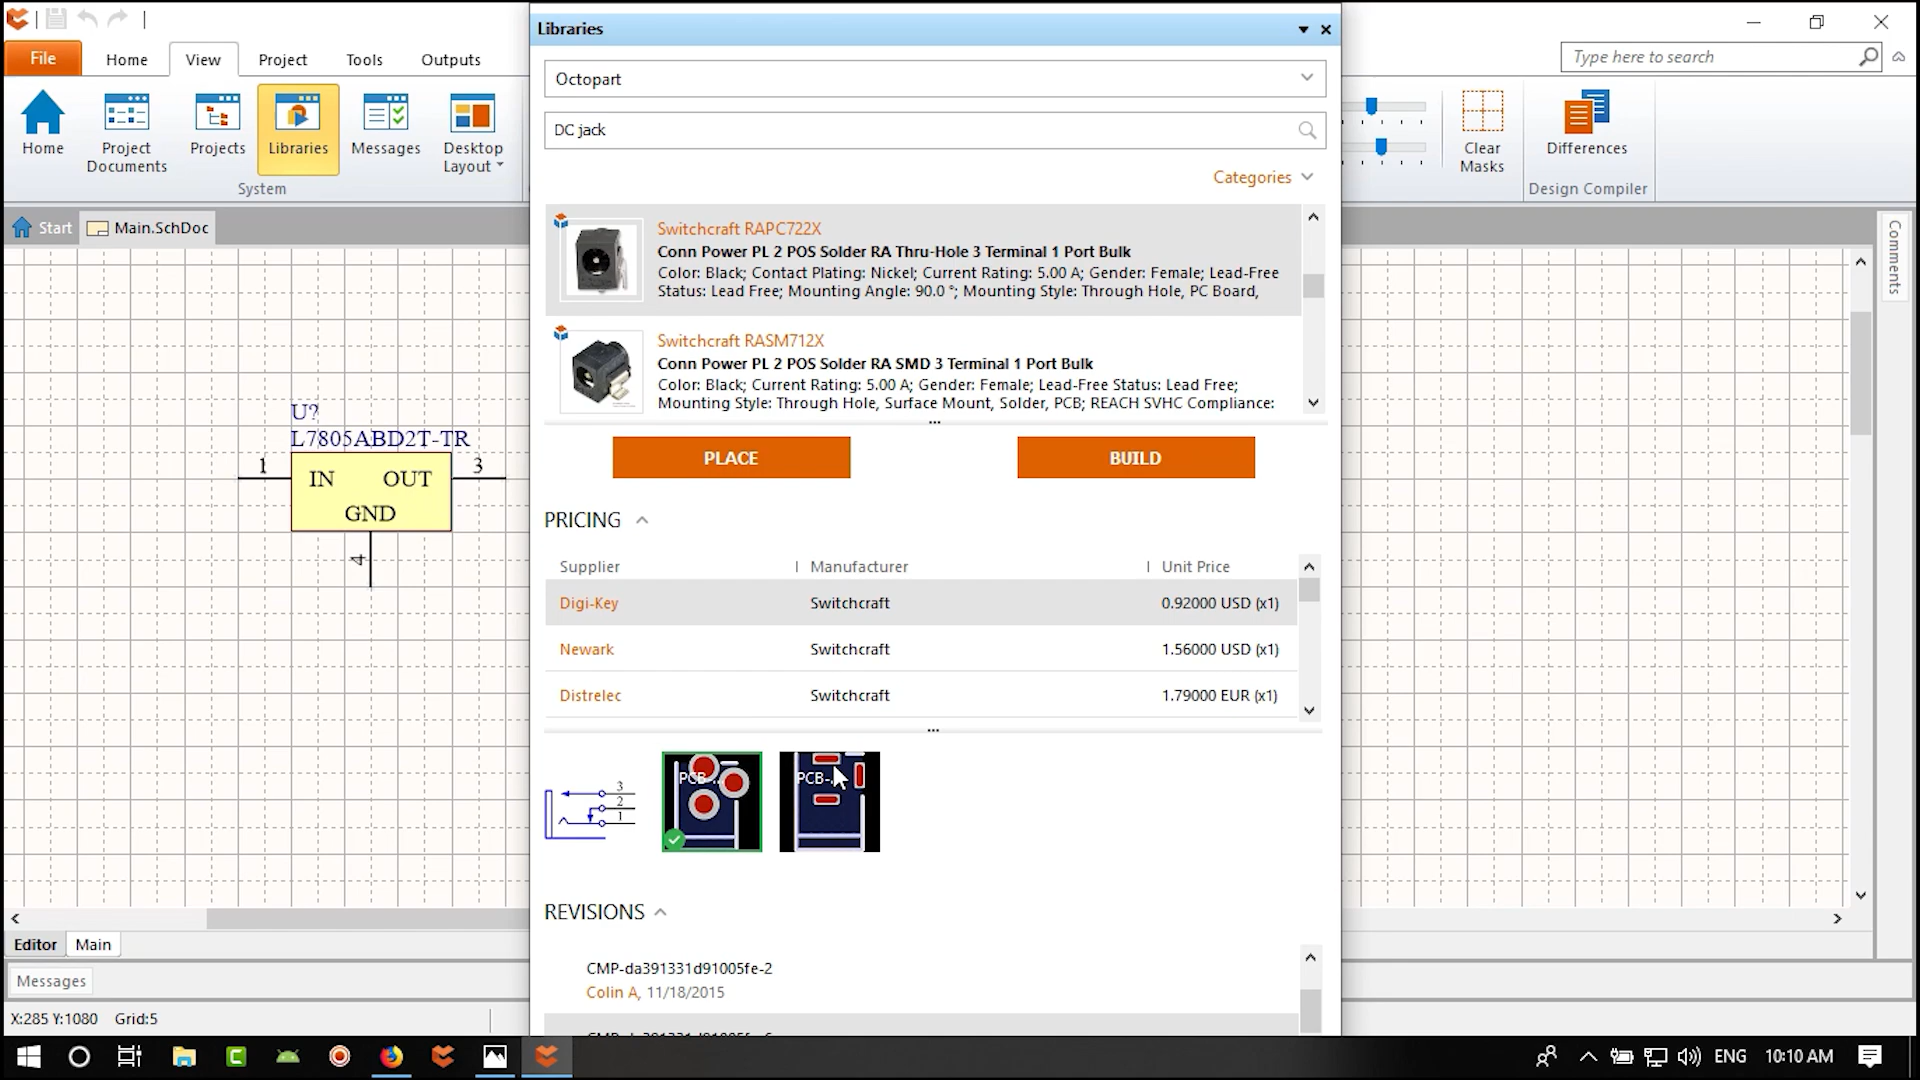 Libraries
File
Home
View
Project
Tools
Outputs
Type here to search
Home
Project
Documents
Projects
Libraries
Messages
Desktop
Layout
System
Clear
Masks
Differences
Design Compiler
Octopart
DC jack
Categories
Start
Main.SchDoc
Comments
Switchcraft RAPC722X
Conn Power PL 2 POS Solder RA Thru-Hole 3 Terminal 1 Port Bulk
Color: Black; Contact Plating: Nickel; Current Rating: 5.00 A; Gender: Female; Lead-Free
Status: Lead Free; Mounting Angle: 90.0 °; Mounting Style: Through Hole, PC Board,
Switchcraft RASM712X
Conn Power PL 2 POS Solder RA SMD 3 Terminal 1 Port Bulk
Color: Black; Current Rating: 5.00 A; Gender: Female; Lead-Free Status: Lead Free;
Mounting Style: Through Hole, Surface Mount, Solder, PCB; REACH SVHC Compliance:
U?
L7805ABD2T-TR
1
IN OUT
3
GND
4
PLACE
BUILD
PRICING
Supplier Manufacturer Unit Price
Digi-Key Switchcraft 0.92000 USD (x1)
Newark Switchcraft 1.56000 USD (x1)
Distrelec Switchcraft 1.79000 EUR (x1)
3
2
1
PCB-...
PCB-...
REVISIONS
CMP-da391331d91005fe-2
Colin A, 11/18/2015
Editor
Main
Messages
X:285 Y:1080 Grid:5
ENG
10:10 AM